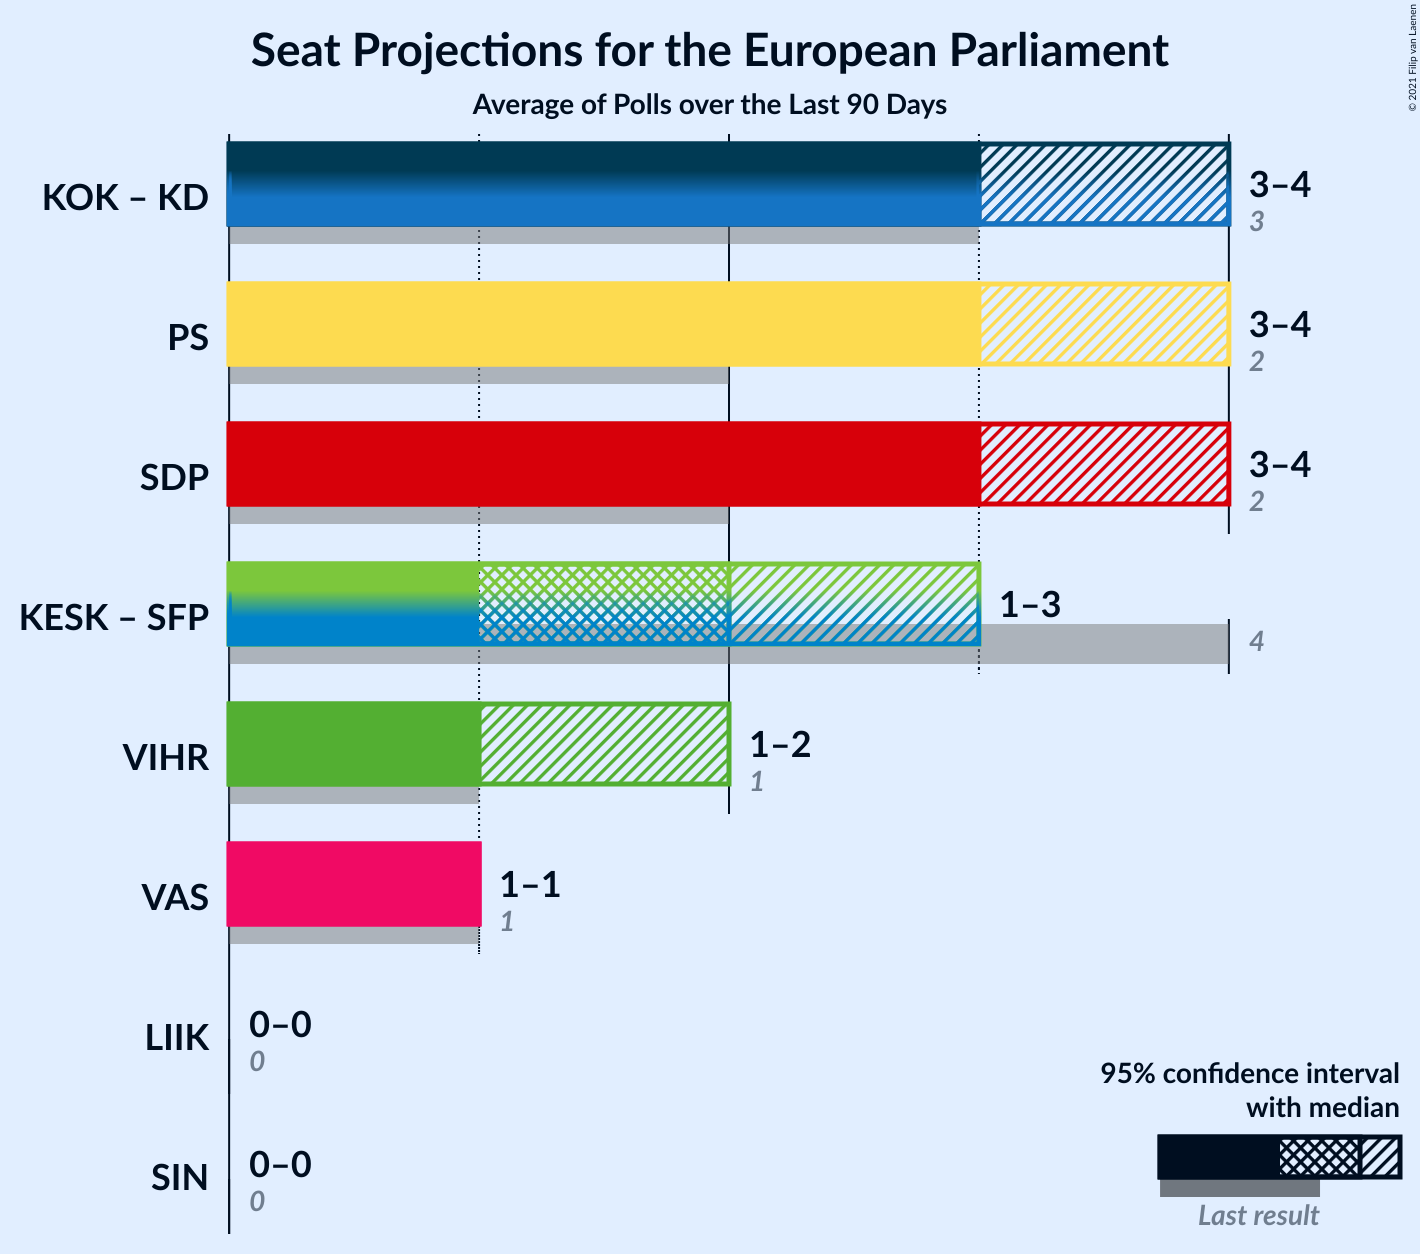 Seat Projections for the European Parliament
Average of Polls over the Last 90 Days
© 2021 Filip van Laenen
KOK – KD
3–4
3
PS
3–4
2
SDP
3–4
2
KESK – SFP
1–3
4
VIHR
1–2
1
VAS
1–1
1
LIIK
0–0
0
SIN
0–0
0
95% confidence interval
with median
Last result